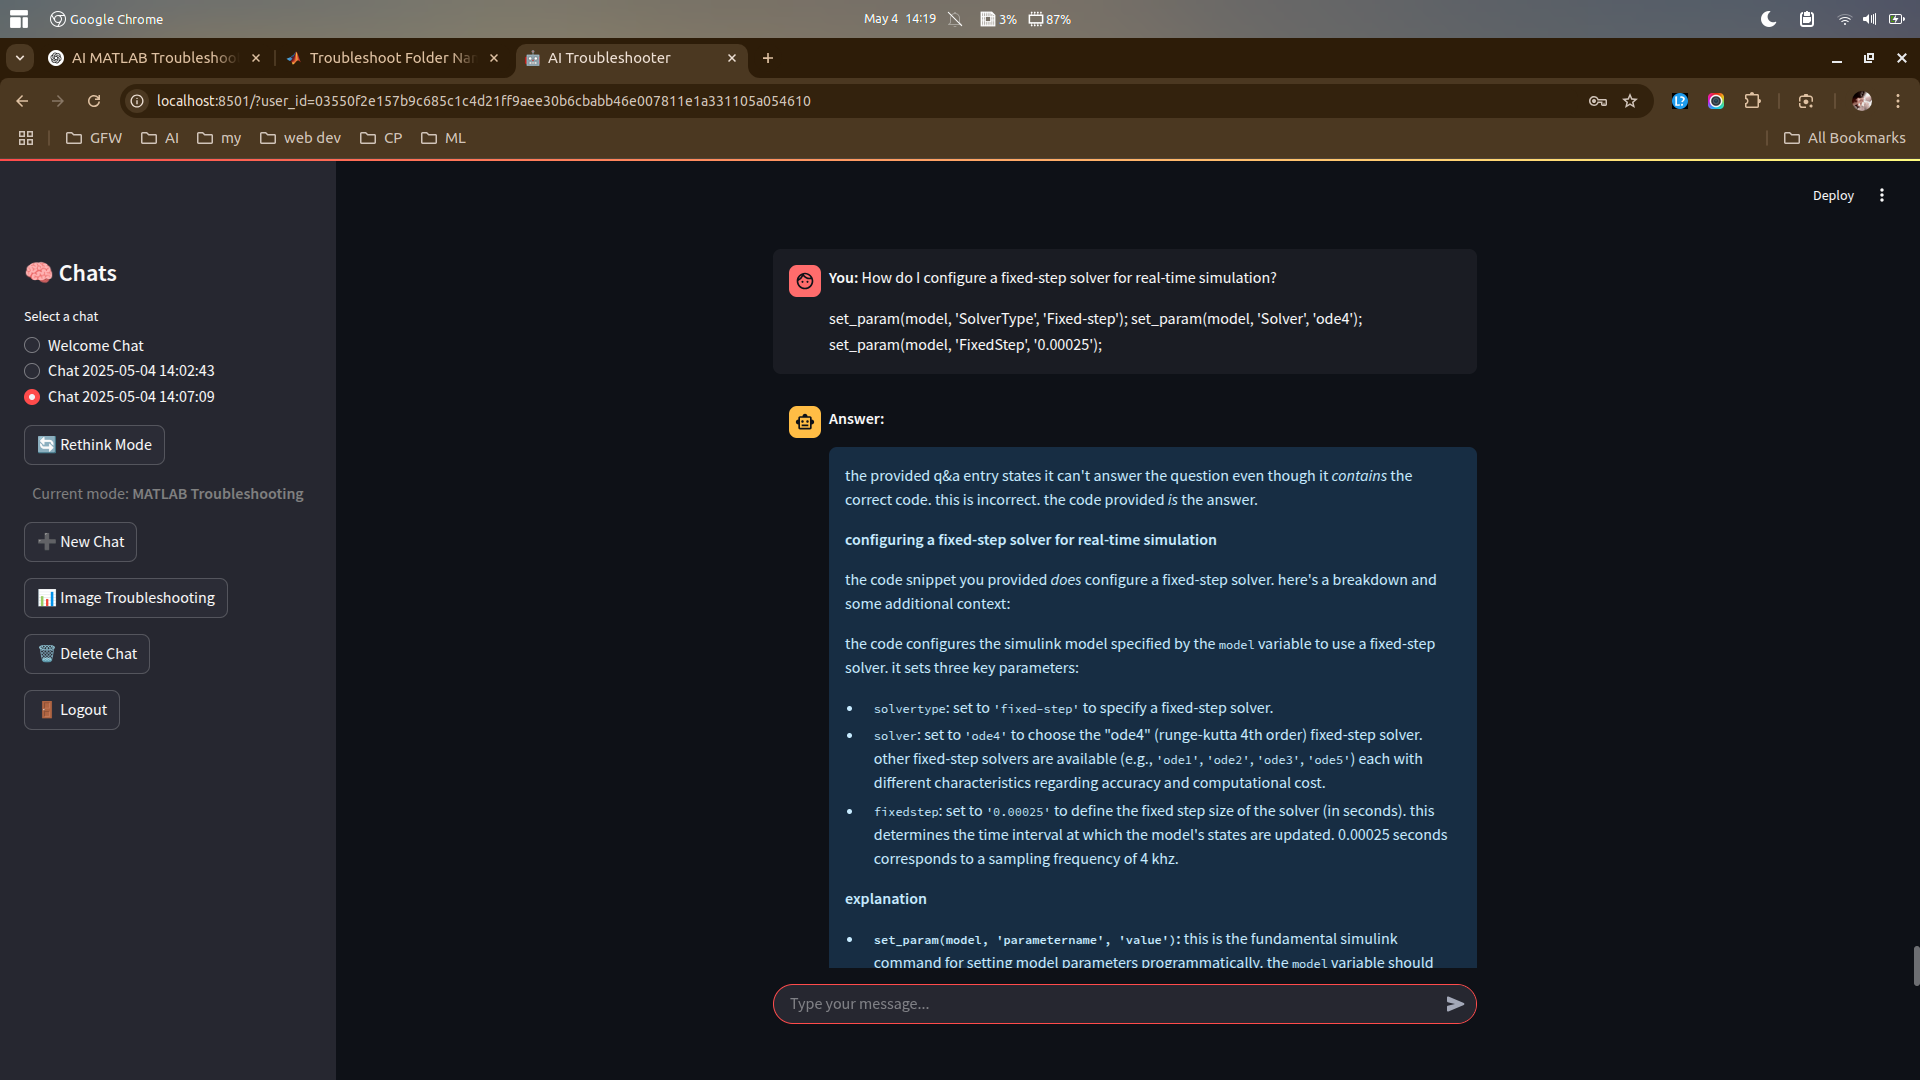 Google Chrome
May 4 14:19
3%
87%
AI MATLAB Troubleshoo
Troubleshoot Folder Nar
AI Troubleshooter
localhost:8501/?user_id=03550f2e157b9c685c1c4d21ff9aee30b6cbabb46e007811e1a331105a054610
GFW
AI
my
web dev
CP
ML
All Bookmarks
Deploy
Chats
Select a chat
Welcome Chat
Chat 2025-05-04 14:02:43
Chat 2025-05-04 14:07:09
Rethink Mode
Current mode: MATLAB Troubleshooting
New Chat
Image Troubleshooting
Delete Chat
Logout
You: How do I configure a fixed-step solver for real-time simulation?
set_param(model, 'SolverType', 'Fixed-step'); set_param(model, 'Solver', 'ode4');
set_param(model, 'FixedStep', '0.00025');
Answer:
the provided q&a entry states it can't answer the question even though it contains the
correct code. this is incorrect. the code provided is the answer.
configuring a fixed-step solver for real-time simulation
the code snippet you provided does configure a fixed-step solver. here's a breakdown and
some additional context:
the code configures the simulink model specified by the model variable to use a fixed-step
solver. it sets three key parameters:
• solvertype: set to 'fixed-step' to specify a fixed-step solver.
• solver: set to 'ode4' to choose the "ode4" (runge-kutta 4th order) fixed-step solver.
other fixed-step solvers are available (e.g., 'ode1', 'ode2', 'ode3', 'ode5') each with
different characteristics regarding accuracy and computational cost.
• fixedstep: set to '0.00025' to define the fixed step size of the solver (in seconds). this
determines the time interval at which the model's states are updated. 0.00025 seconds
corresponds to a sampling frequency of 4 khz.
explanation
• set_param(model, 'parametername', 'value'): this is the fundamental simulink
command for setting model parameters programmatically. the model variable should
Type your message...